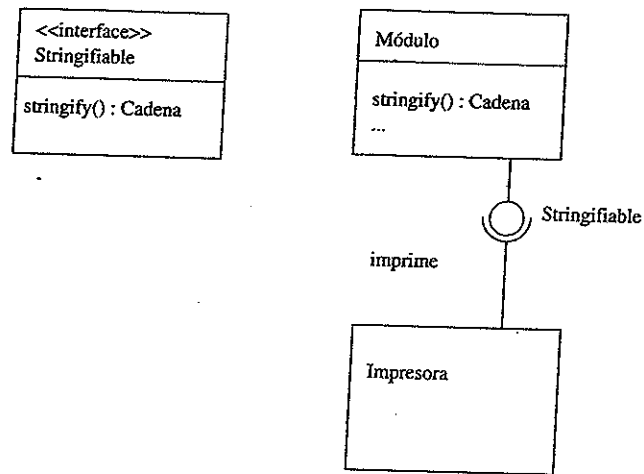 <<interface>>
Stringifiable
stringify() : Cadena
Módulo
stringify() : Cadena
...
Stringifiable
imprime
Impresora